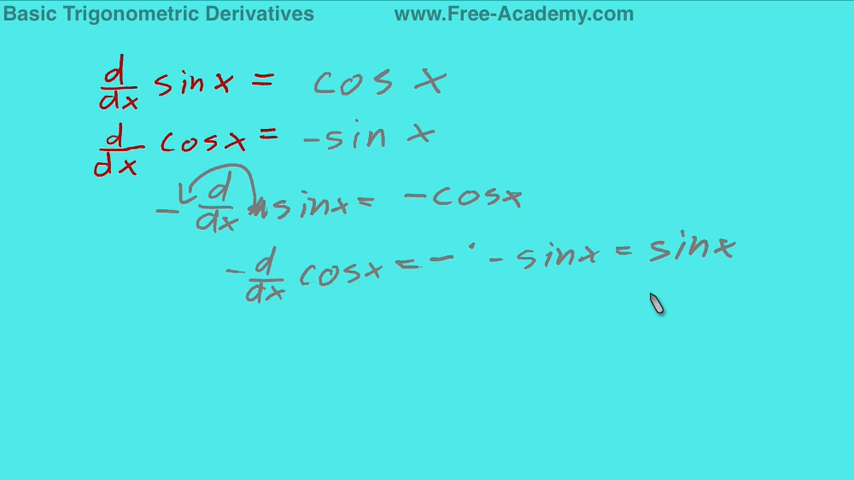 Basic Trigonometric Derivatives www.Free-Academy.com
d/dx sin x = cos x
d/dx cos x = -sin x
- d/dx sin x = -cos x
- d/dx cos x = - · - sin x = sin x